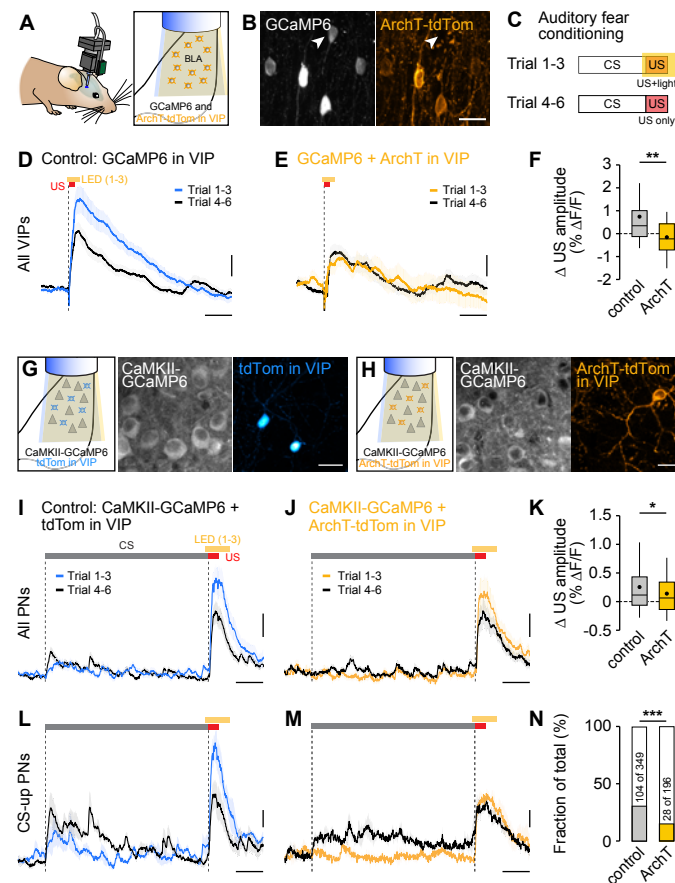 A
BLA
GCaMP6 and
ArchT-tdTom in VIP
B
GCaMP6
ArchT-tdTom
C
Auditory fear
conditioning
Trial 1-3
CS
US
US+light
Trial 4-6
CS
US
US only
D
Control: GCaMP6 in VIP
US
LED (1-3)
Trial 1-3
Trial 4-6
All VIPs
E
GCaMP6 + ArchT in VIP
Trial 1-3
Trial 4-6
F
**
Δ US amplitude
(% ΔF/F)
3
2
1
0
-1
-2
control
ArchT
G
CaMKII-GCaMP6
tdTom in VIP
CaMKII-
GCaMP6
tdTom in VIP
H
CaMKII-GCaMP6
ArchT-tdTom in VIP
CaMKII-
GCaMP6
ArchT-tdTom
in VIP
I
Control: CaMKII-GCaMP6 +
tdTom in VIP
LED (1-3)
CS
US
Trial 1-3
Trial 4-6
All PNs
J
CaMKII-GCaMP6 +
ArchT-tdTom in VIP
Trial 1-3
Trial 4-6
K
*
Δ US amplitude
(% ΔF/F)
1.5
1.0
0.5
0
-0.5
control
ArchT
L
CS-up PNs
M
N
***
Fraction of total (%)
100
50
0
104 of 349
28 of 196
control
ArchT